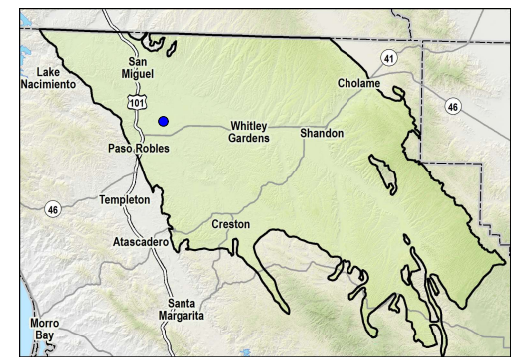 San
Miguel
41
Lake
Nacimiento
Cholame
101
46
Whitley
Gardens
Shandon
Paso Robles
Templeton
46
Creston
Atascadero
Santa
Margarita
Morro
Bay